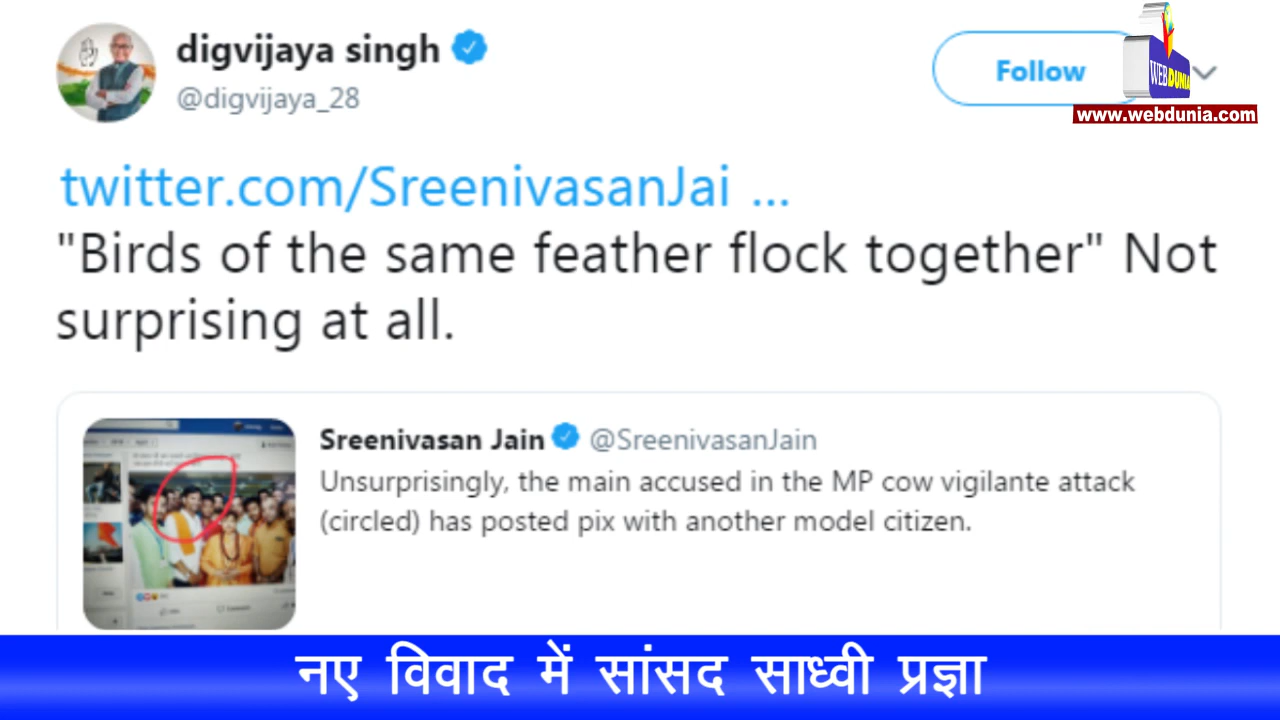 digvijaya singh
@digvijaya_28
Follow
WEBDUNIA
www.webdunia.com
twitter.com/SreenivasanJai ...
"Birds of the same feather flock together" Not
surprising at all.
Sreenivasan Jain @SreenivasanJain
Unsurprisingly, the main accused in the MP cow vigilante attack
(circled) has posted pix with another model citizen.
नए विवाद में सांसद साध्वी प्रज्ञा